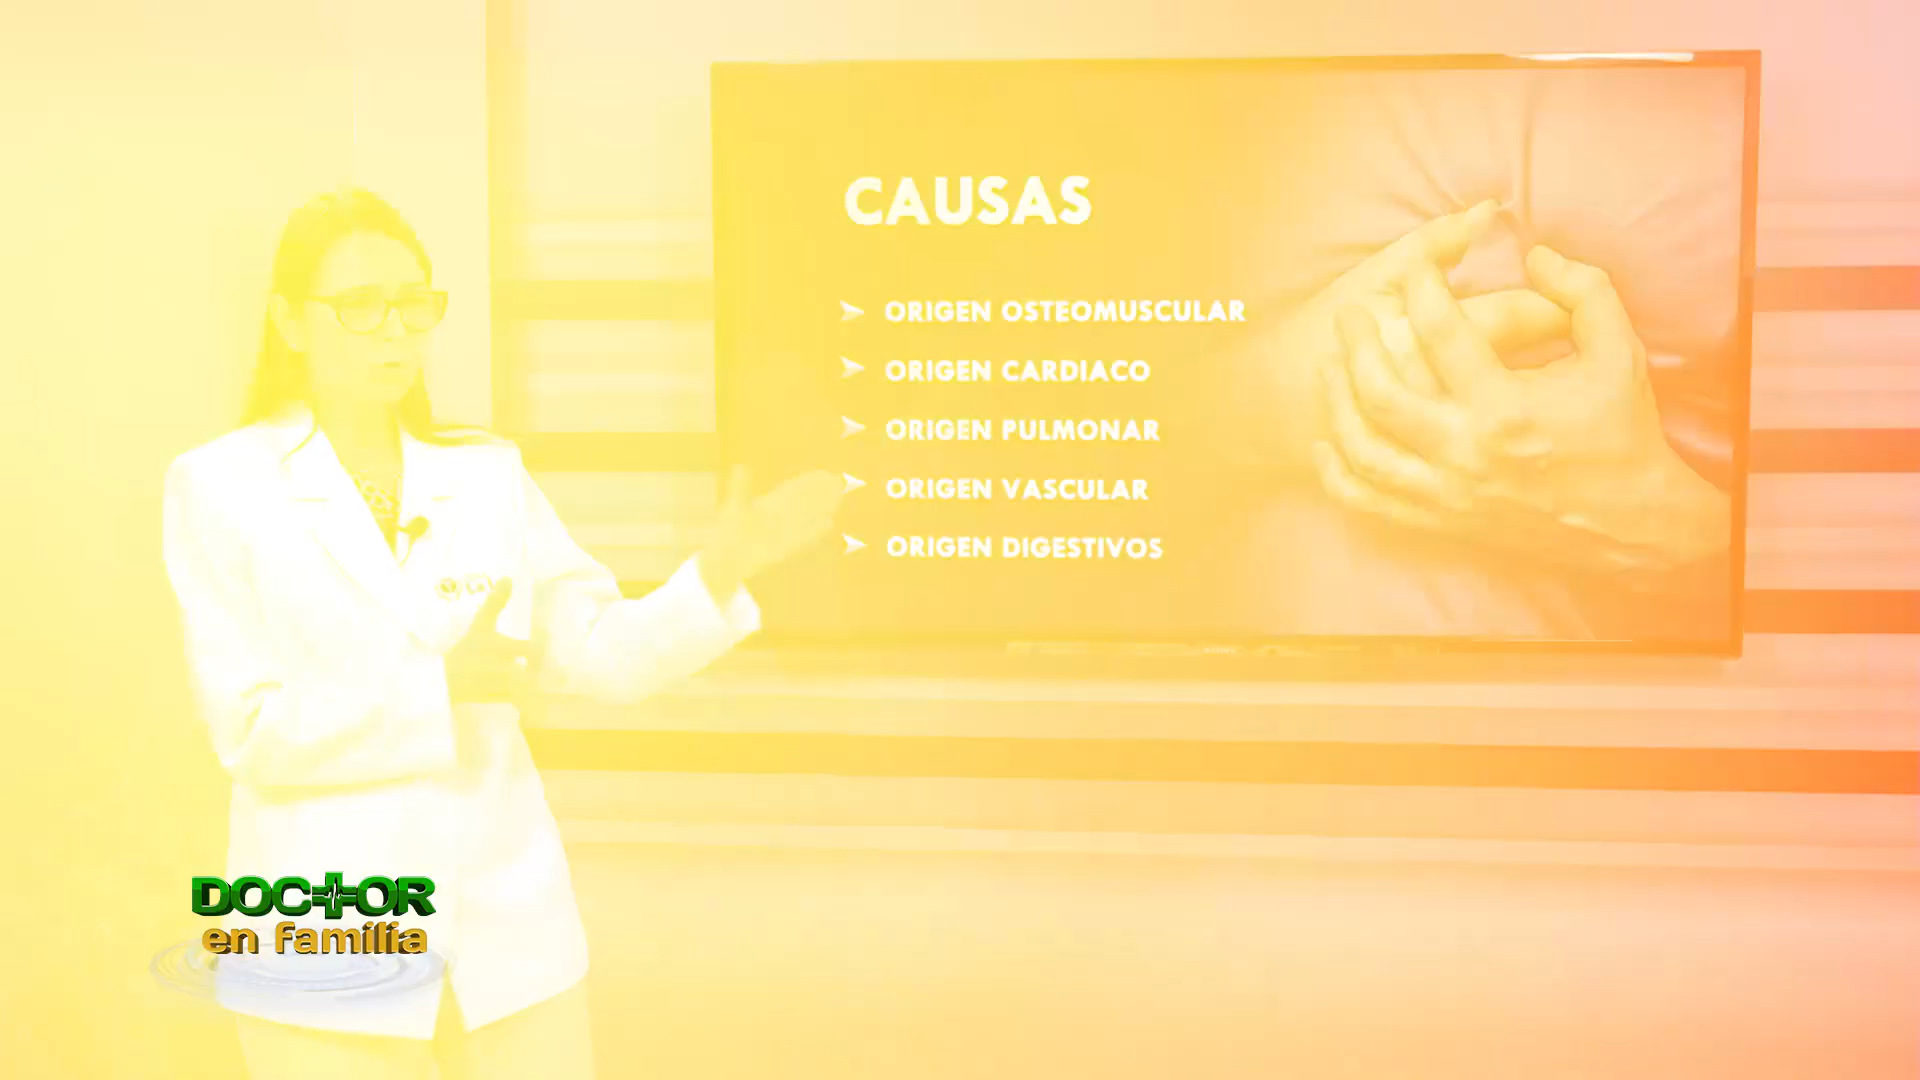 CAUSAS
ORIGEN OSTEOMUSCULAR
ORIGEN CARDIACO
ORIGEN PULMONAR
ORIGEN VASCULAR
ORIGEN DIGESTIVOS
DOCTOR
en familia